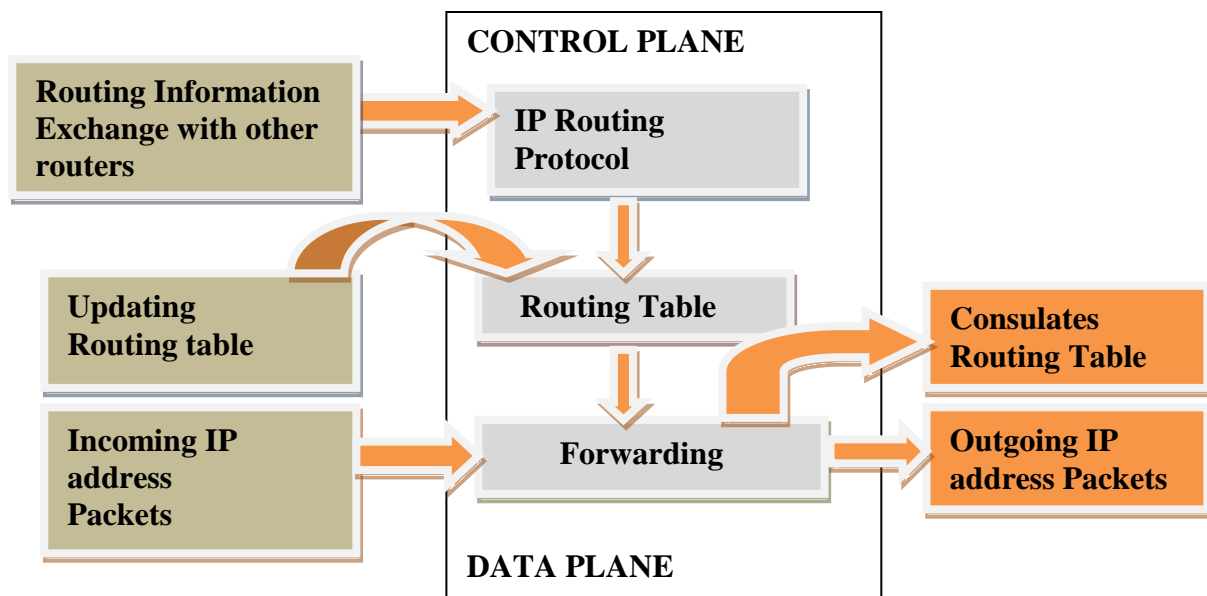 CONTROL PLANE
Routing Information
Exchange with other
routers
IP Routing
Protocol
Updating
Routing table
Routing Table
Consulates
Routing Table
Incoming IP
address
Packets
Forwarding
Outgoing IP
address Packets
DATA PLANE